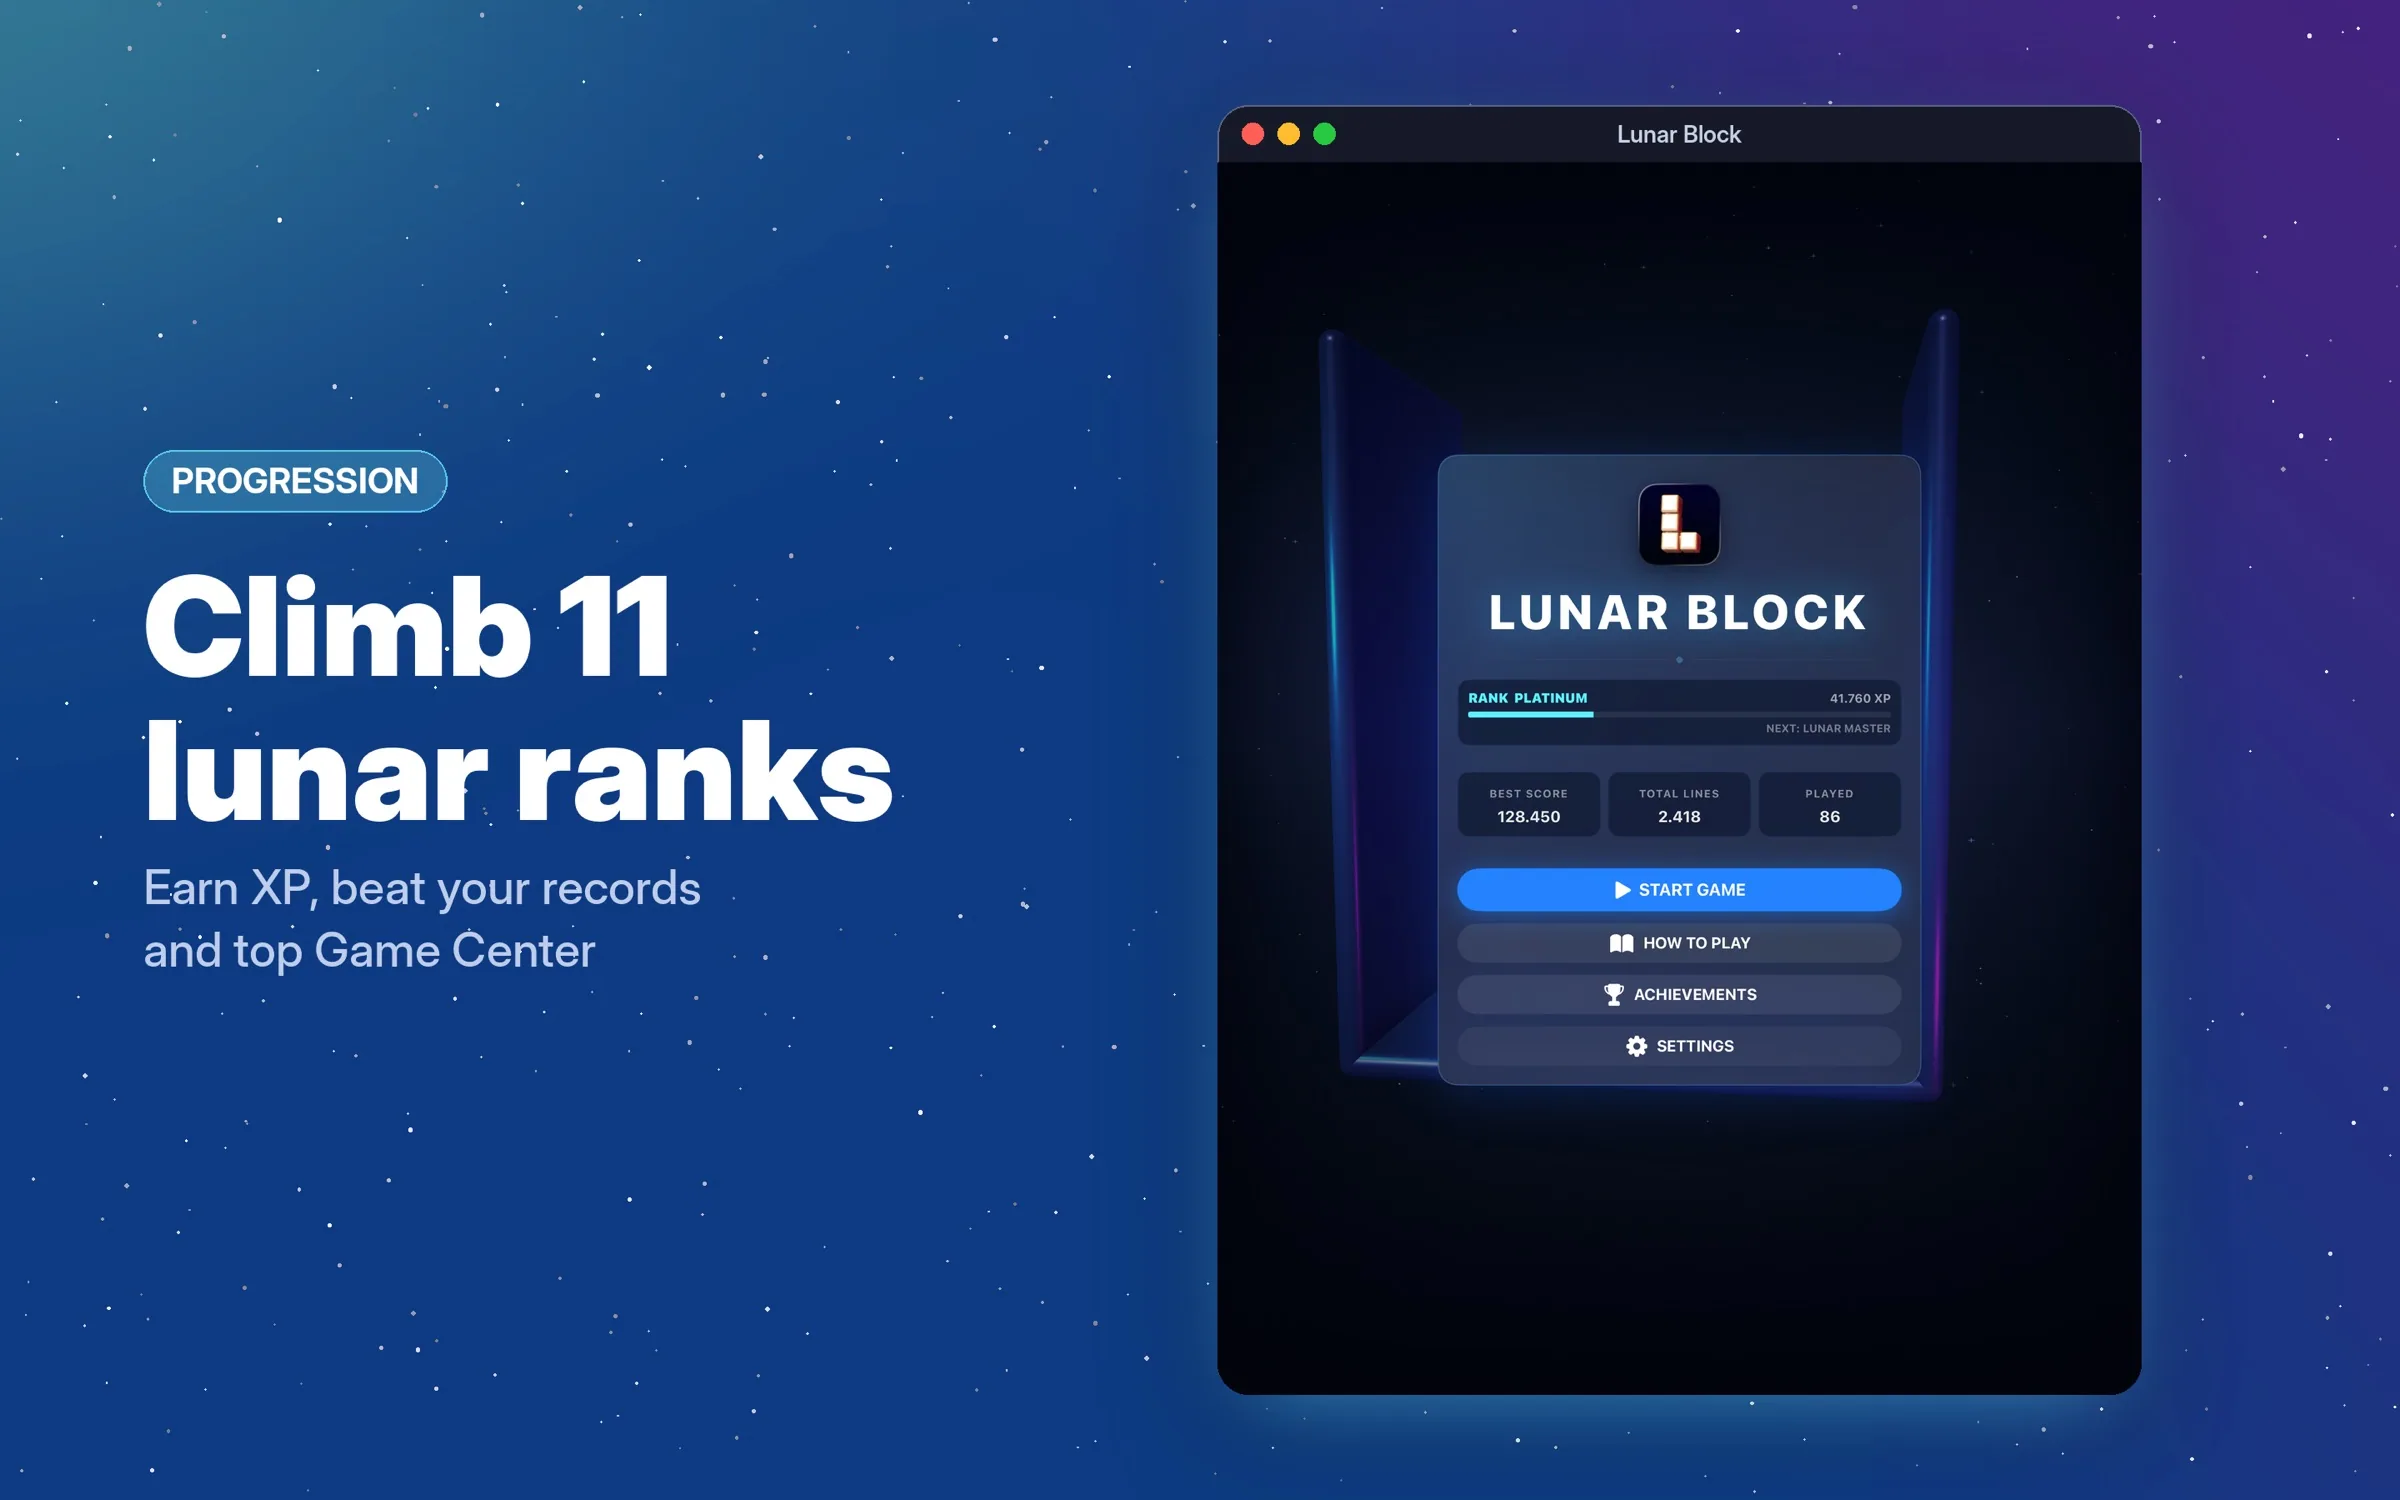 PROGRESSION
Climb 11
lunar ranks
Earn XP, beat your records
and top Game Center
Lunar Block
LUNAR BLOCK
RANK PLATINUM
41.760 XP
NEXT: LUNAR MASTER
BEST SCORE
128.450
TOTAL LINES
2.418
PLAYED
86
START GAME
HOW TO PLAY
ACHIEVEMENTS
SETTINGS